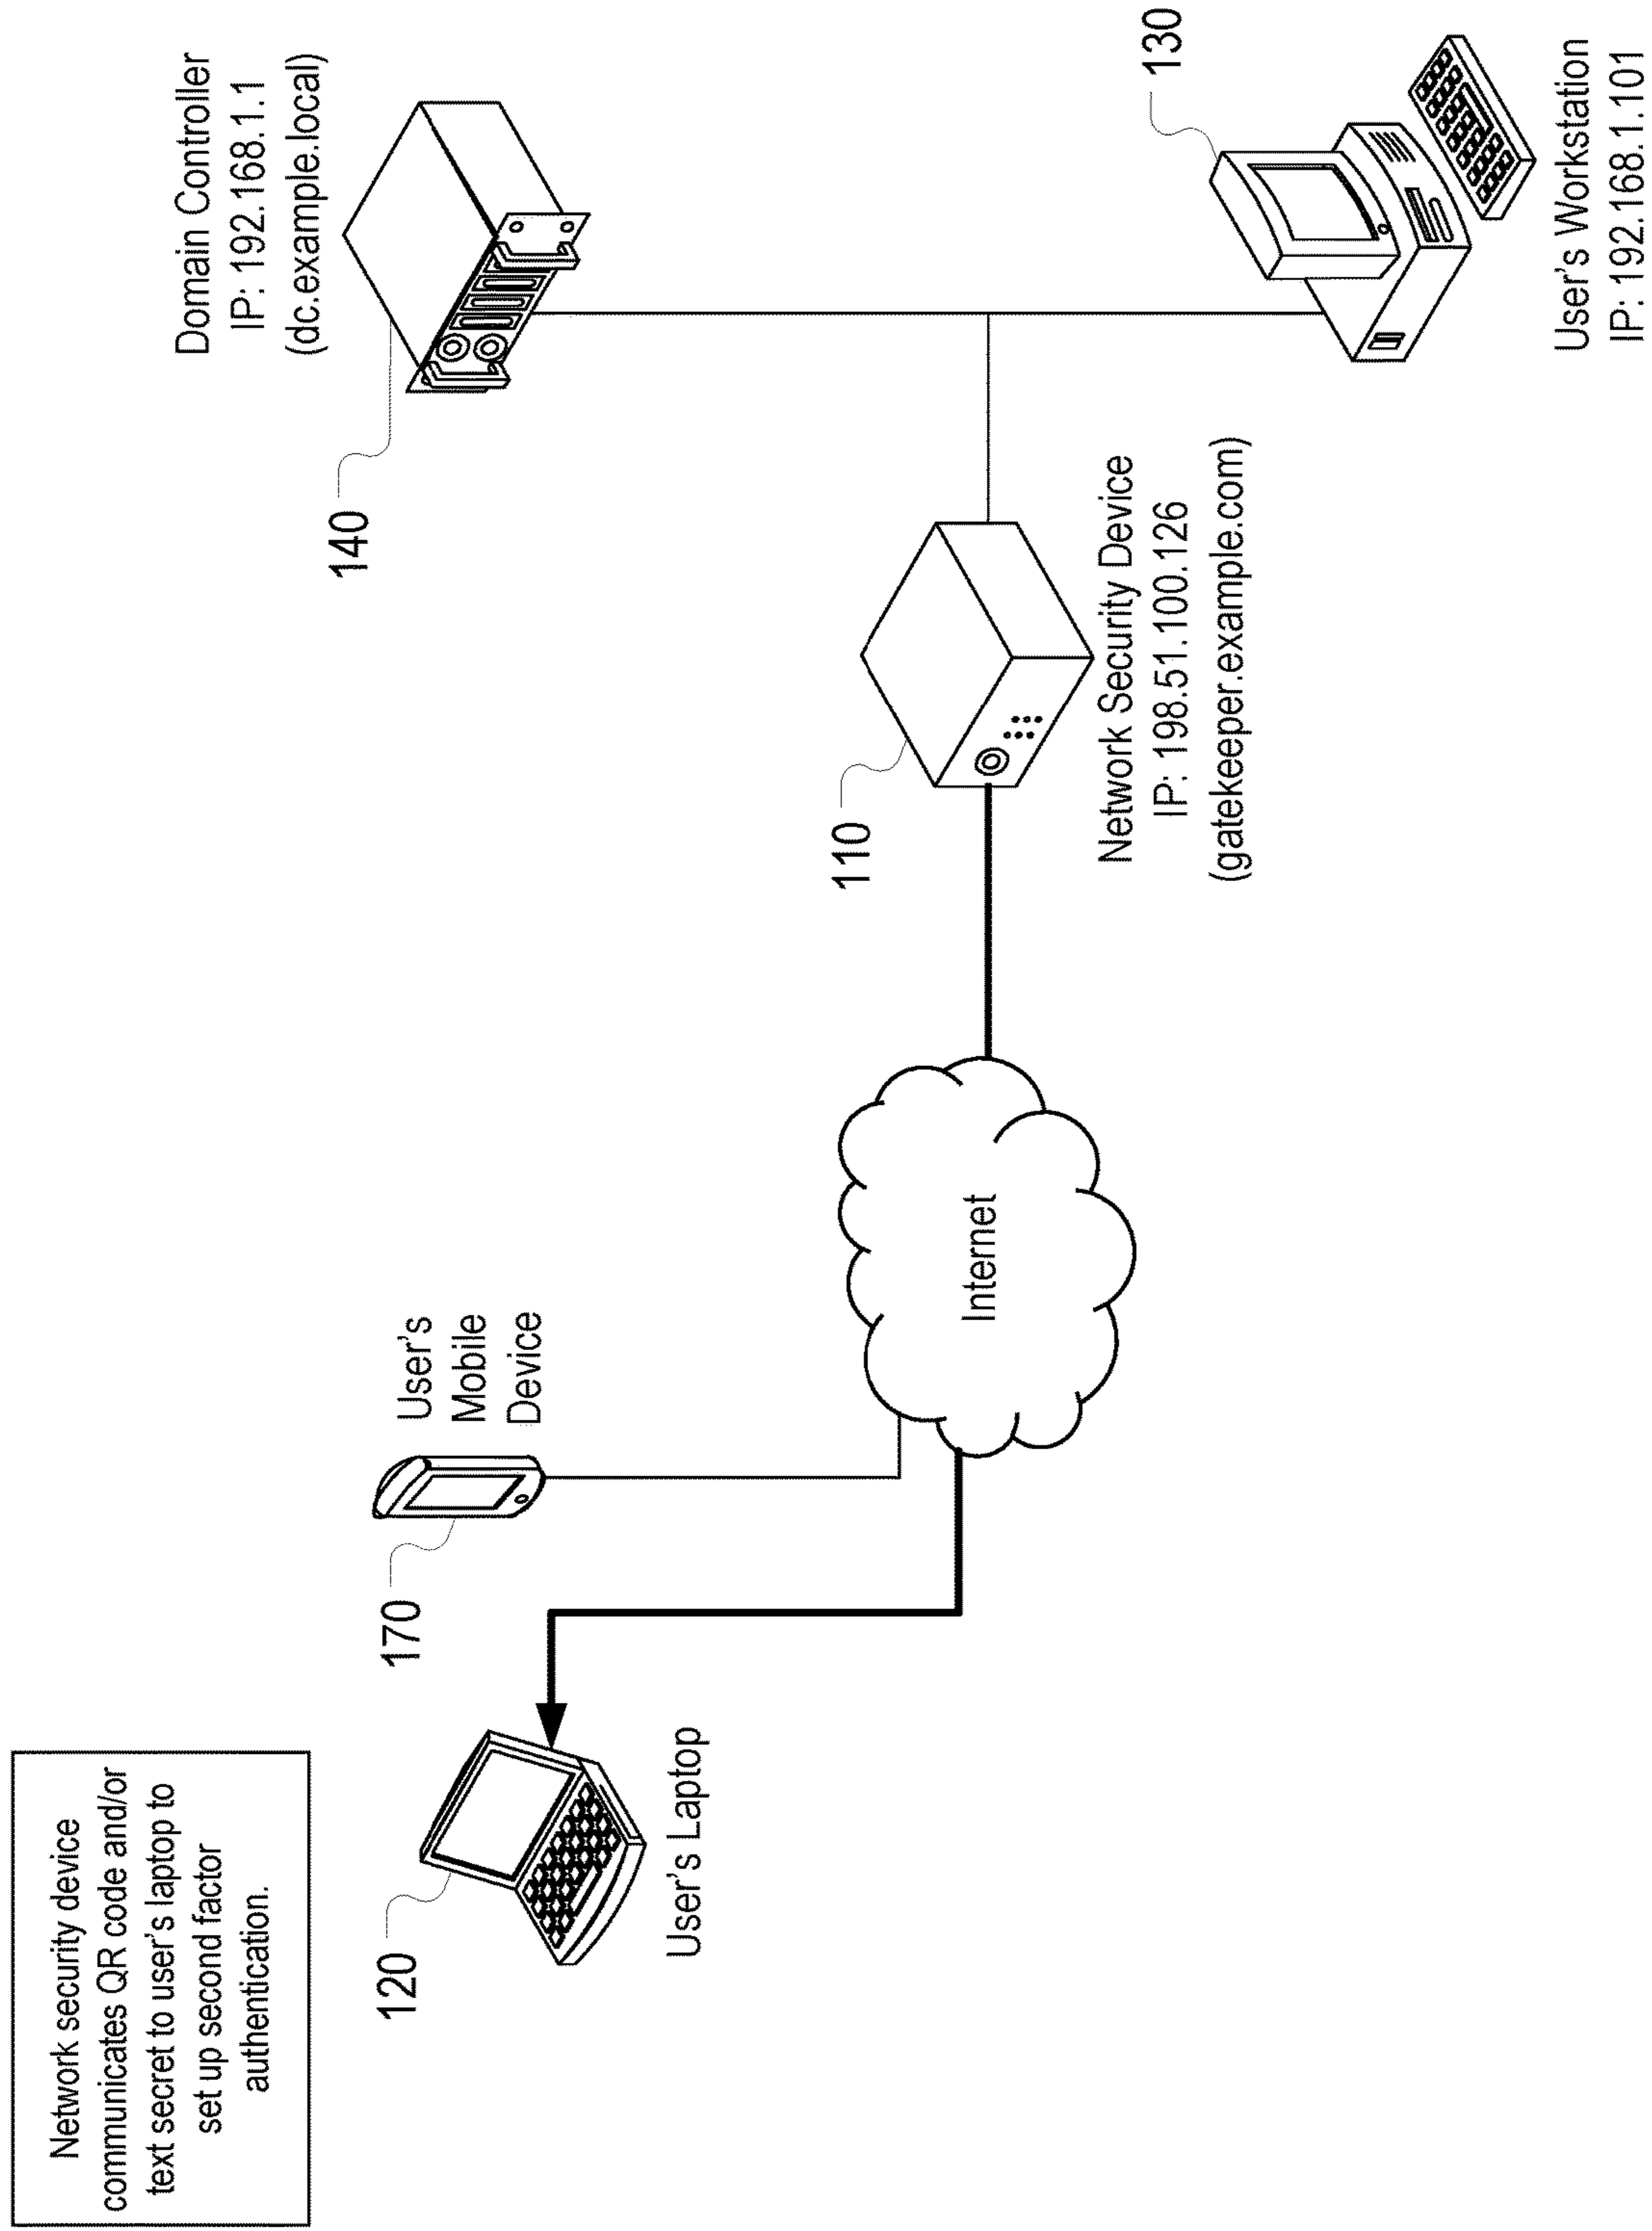 Network security device
communicates QR code and/or
text secret to user's laptop to
set up second factor
authentication.
120
User's Laptop
170
User's
Mobile
Device
Internet
110
Network Security Device
IP: 198.51.100.126
(gatekeeper.example.com)
140
Domain Controller
IP: 192.168.1.1
(dc.example.local)
130
User's Workstation
IP: 192.168.1.101